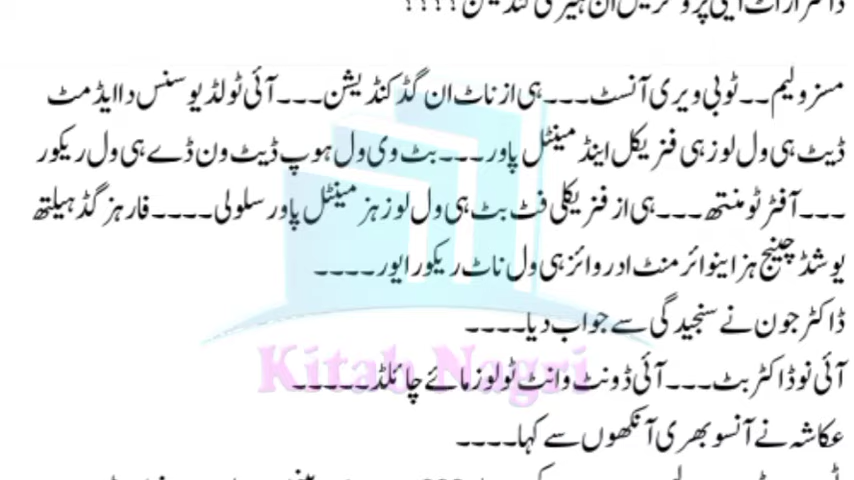 مسز ولیم۔۔ ٹو بی ویری آنسٹ۔۔۔ ہی از ناٹ ان گڈ کنڈیشن۔۔۔ آئی ٹولڈ یو سنس دا ایڈمٹ
ڈیٹ ہی ول لوز ہی فزیکل اینڈ مینٹل پاور۔۔۔ بٹ وی ول ہوپ ڈیٹ ون ڈے ہی ول ریکور
۔۔۔ آفٹر ٹو منتھ۔۔۔ ہی از فزیکلی فٹ بٹ ہی ول لوز ہز مینٹل پاور سلولی۔۔۔۔ فار ہز گڈ ہیلتھ
یو شڈ چینج ہز اینوائرمنٹ ادروائز ہی ول ناٹ ریکور ایور۔۔۔۔
ڈاکٹر جون نے سنجیدگی سے جواب دیا۔۔۔۔
Kitab Nagri
آئی نو ڈاکٹر بٹ۔۔۔ آئی ڈونٹ وانٹ ٹو لوز مائے چائلڈ۔۔۔۔۔۔
عکاشہ نے آنسو بھری آنکھوں سے کہا۔۔۔۔